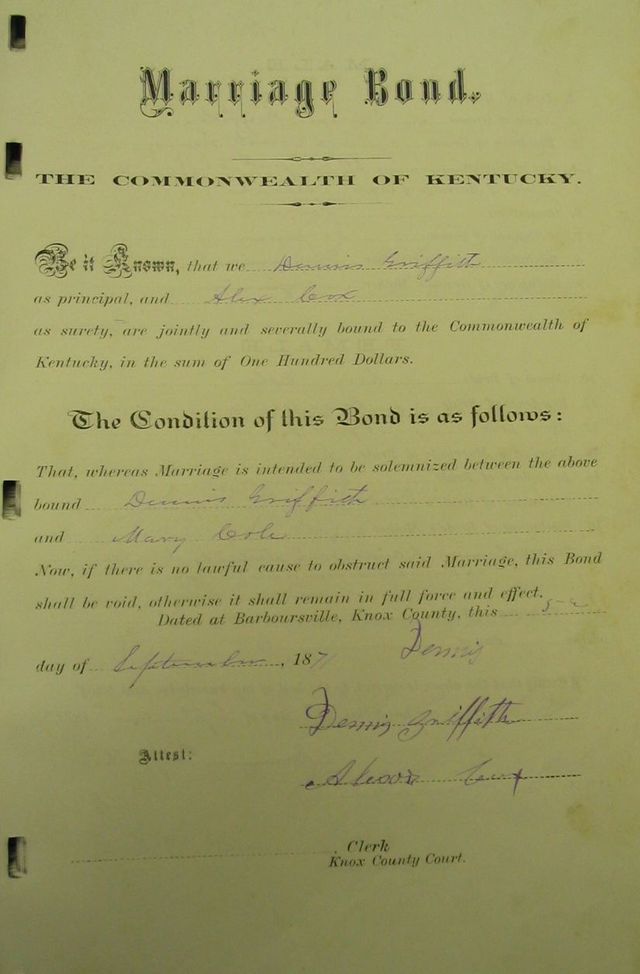 Marriage Bond.
THE COMMONWEALTH OF KENTUCKY.
Be it Known, that we Dennis Griffith
as principal, and Alex Cox
as surety, are jointly and severally bound to the Commonwealth of
Kentucky, in the sum of One Hundred Dollars.
The Condition of this Bond is as follows:
That, whereas Marriage is intended to be solemnized between the above
bound Dennis Griffith
and Mary Cole
Now, if there is no lawful cause to obstruct said Marriage, this Bond
shall be void, otherwise it shall remain in full force and effect.
Dated at Barboursville, Knox County, this
day of September, 187
Dennis
Dennis Griffith
Attest:
Cox
Clerk
Knox County Court.